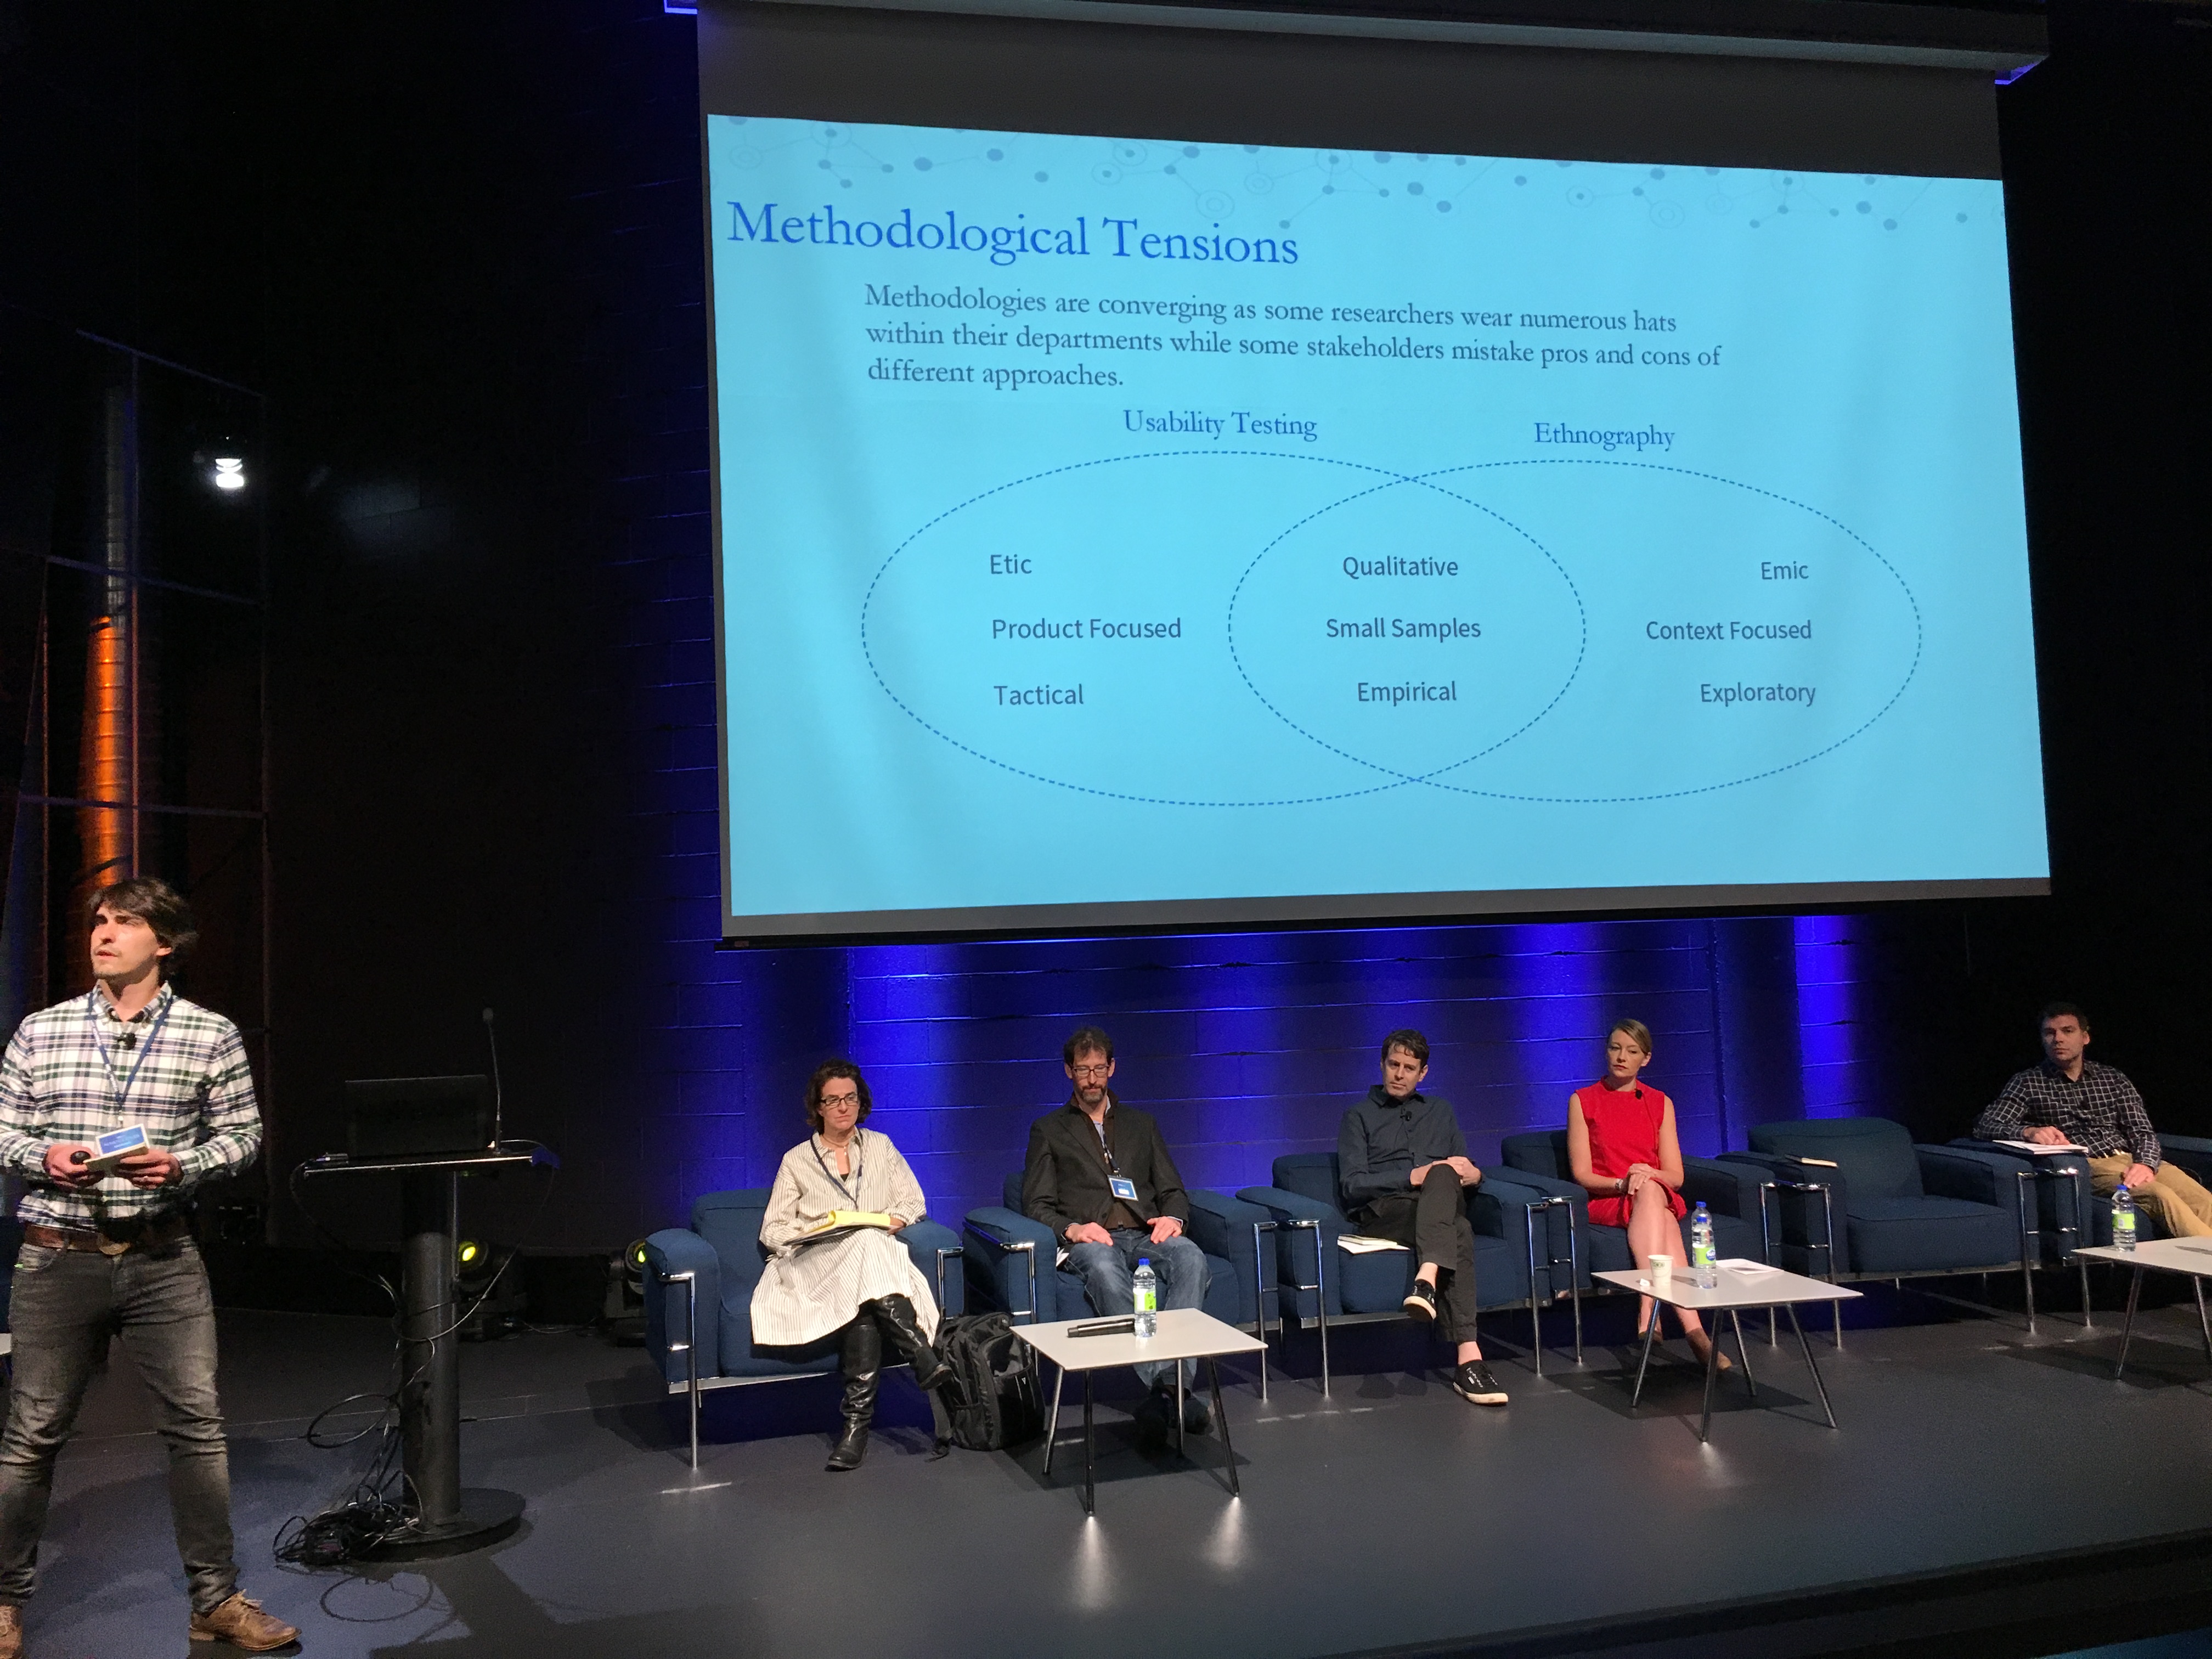 Methodological Tensions
Methodologies are converging as some researchers wear numerous hats
within their departments while some stakeholders mistake pros and cons of
different approaches.
Usability Testing
Ethnography
Etic
Qualitative
Emic
Product Focused
Small Samples
Context Focused
Tactical
Empirical
Exploratory